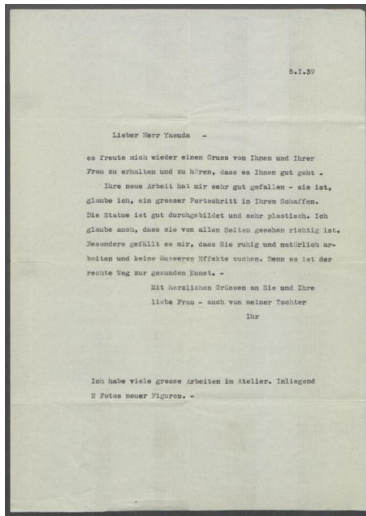 5.I.39
Lieber Herr Yasuda -
es freute mich wieder einen Gruss von Ihnen und Ihrer
Frau zu erhalten und zu hören, dass es Ihnen gut geht .
Ihre neue Arbeit hat mir sehr gut gefallen - sie ist,
glaube ich, ein grosser Fortschritt in Ihrem Schaffen.
Die Statue ist gut durchgebildet und sehr plastisch. Ich
glaube auch, dass sie von allen Seiten gesehen richtig ist.
Besonders gefällt es mir, dass Sie ruhig und natürlich ar-
beiten und keine äusseren Effekte suchen. Denn es ist der
rechte Weg zur gesunden Kunst. -
Mit herzlichen Grüssen an Sie und Ihre
liebe Frau - auch von meiner Tochter
Ihr
Ich habe viele grosse Arbeiten im Atelier. Inliegend
2 Fotos neuer Figuren. -